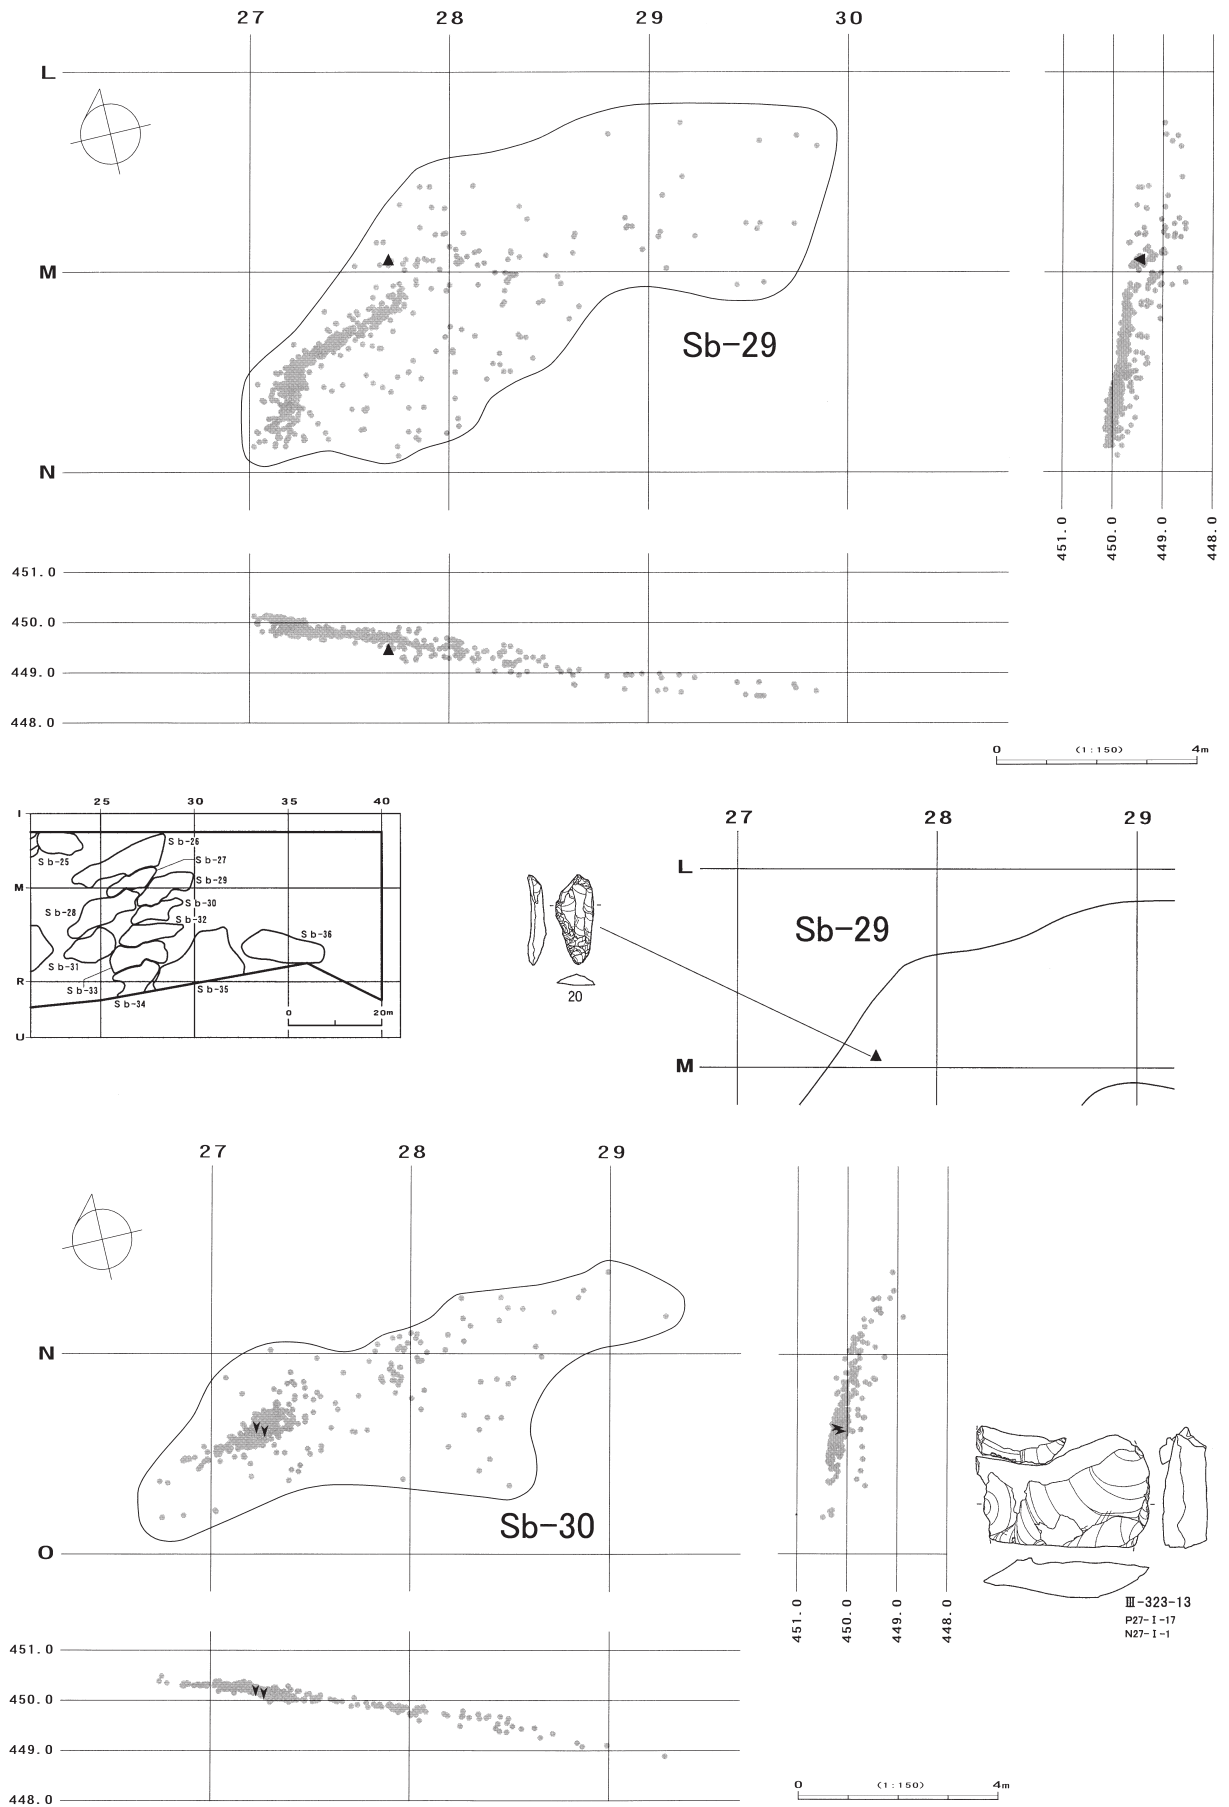 27 28 29 30
L
M
Sb-29
N
451.0 450.0 449.0 448.0
451.0
450.0
449.0
448.0
0 (1:150) 4m
25 30 35 40
I
Sb-26
Sb-25
Sb-27
Sb-29
M
Sb-28
Sb-30
Sb-32
Sb-36
Sb-31
R
Sb-33
Sb-35
Sb-34
0 20m
U
20
27 28 29
L
Sb-29
M
27 28 29
N
Sb-30
O
451.0 450.0 449.0 448.0
Ⅲ-323-13
P27-Ⅰ-17
N27-Ⅰ-1
451.0
450.0
449.0
448.0
0 (1:150) 4m